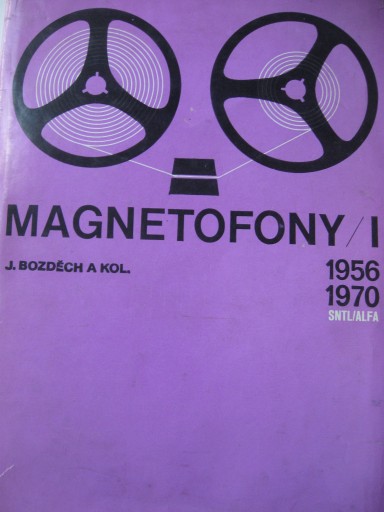 MAGNETOFONY/I
J. BOZDĚCH A KOL.
1956
1970
SNTL/ALFA